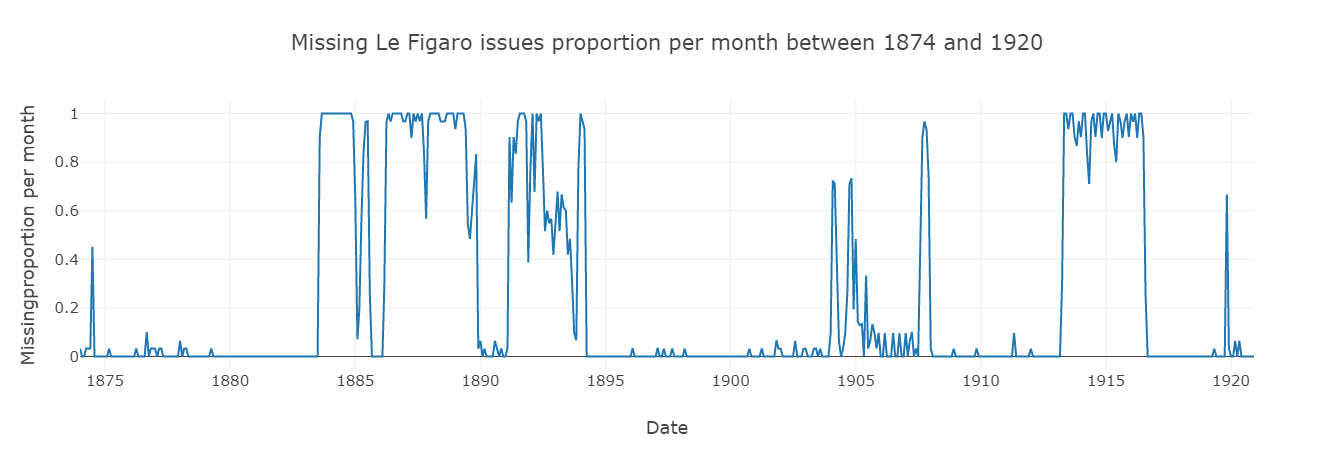 Missing Le Figaro issues proportion per month between 1874 and 1920
Missingproportion per month
1
0.8
0.6
0.4
0.2
0
1875 1880 1885 1890 1895 1900 1905 1910 1915 1920
Date